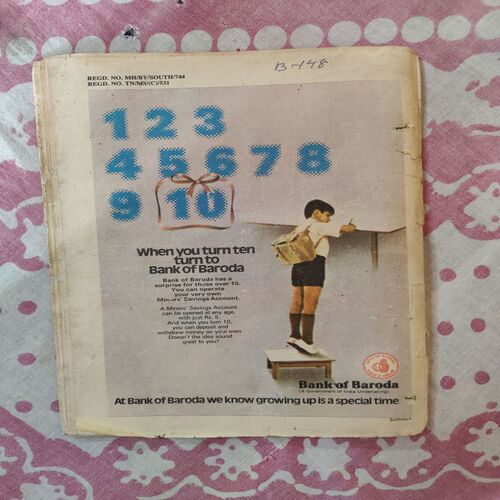 B-148
REGD. NO. MH/BY/SOUTH/744
REGD. NO. TN/MS/(C)/531
1 2 3
4 5 6 7 8
9 10
When you turn ten
turn to
Bank of Baroda
Bank of Baroda has a
surprise for those over 10.
You can operate
your very own
Minors' Savings Account.
A Minors' Savings Account
can be opened at any age,
with just Rs. 5.
And when you turn 10,
you can deposit and
withdraw money on your own.
Doesn't the idea sound
great to you?
Bank of Baroda
(A Government of India Undertaking)
At Bank of Baroda we know growing up is a special time.